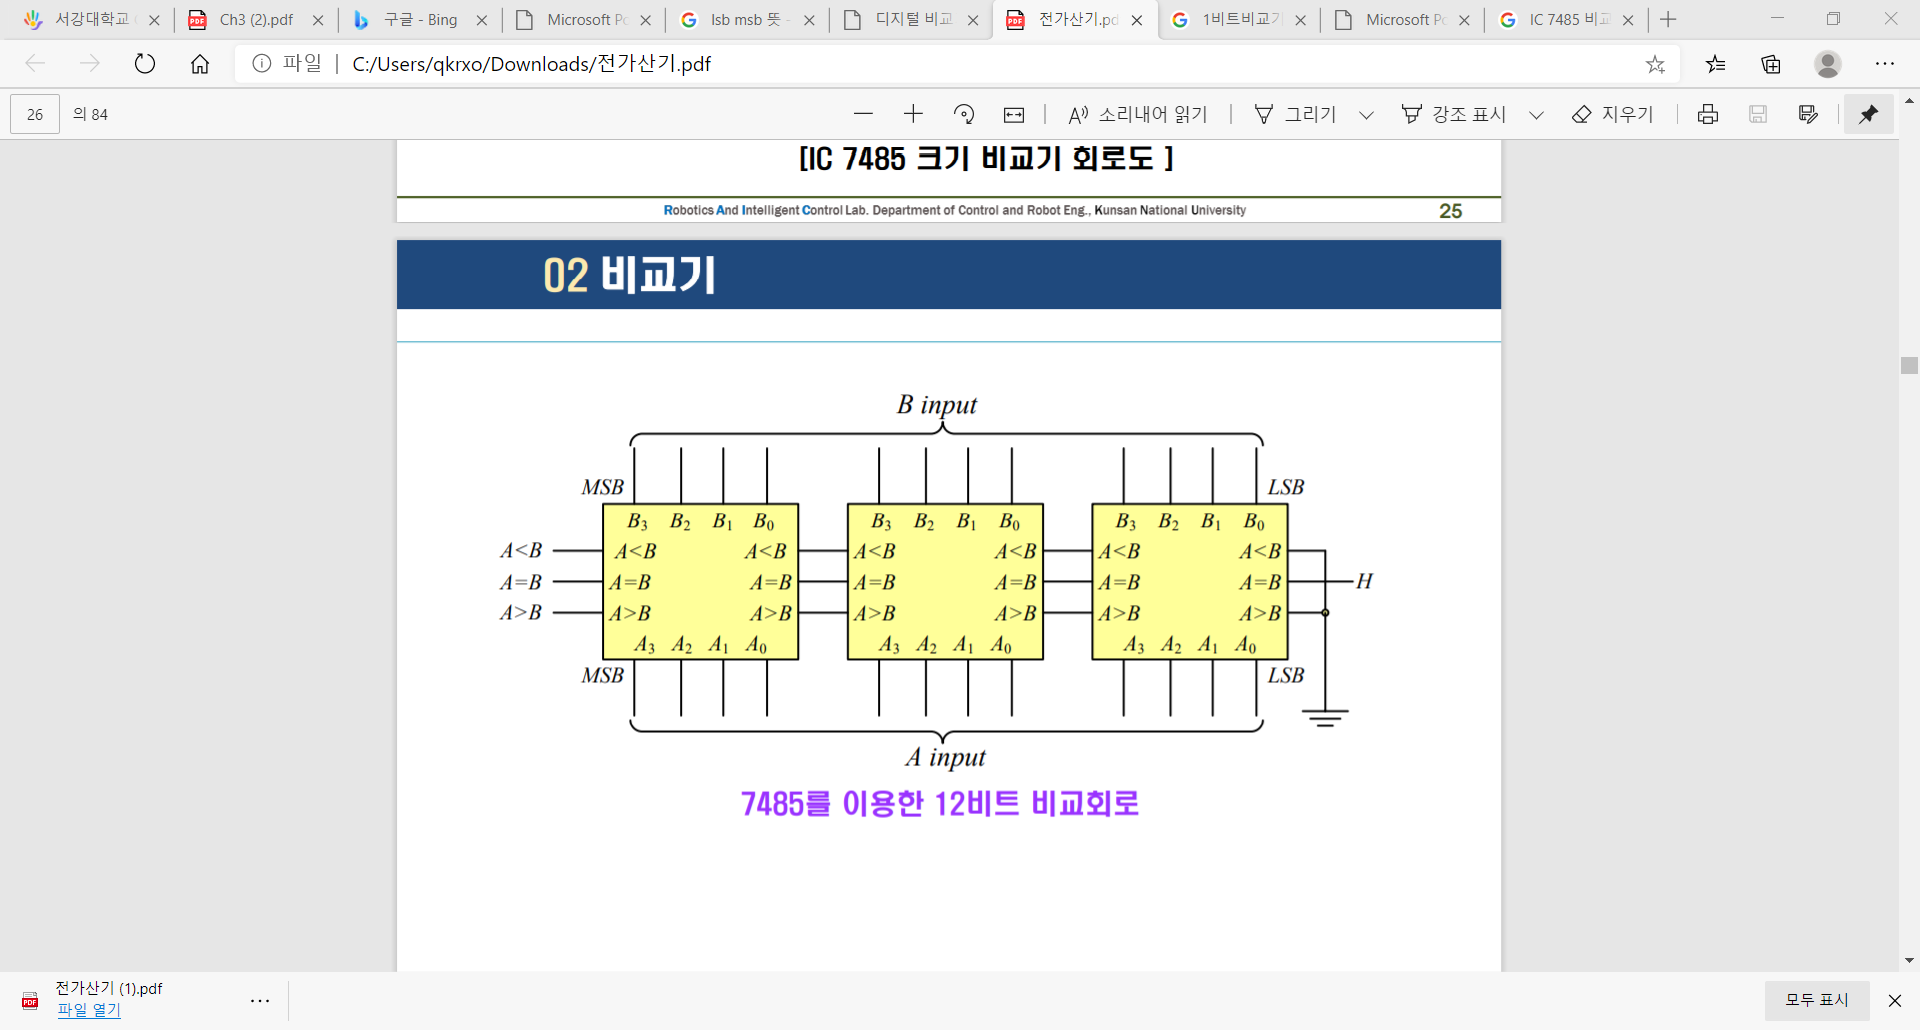 서강대학교
Ch3 (2).pdf
구글 - Bing
Microsoft Po
lsb msb 뜻 -
디지털 비교
전가산기.pd
1비트비교기
Microsoft Po
IC 7485 비교
파일 | C:/Users/qkrxo/Downloads/전가산기.pdf
26 의 84
소리내어 읽기
그리기
강조 표시
지우기
[IC 7485 크기 비교기 회로도 ]
Robotics And Intelligent Control Lab. Department of Control and Robot Eng., Kunsan National University
25
02 비교기
B input
MSB LSB
B3 B2 B1 B0 B3 B2 B1 B0 B3 B2 B1 B0
A<B A<B A<B A<B A<B A<B A<B
A=B A=B A=B A=B A=B A=B A=B H
A>B A>B A>B A>B A>B A>B A>B
A3 A2 A1 A0 A3 A2 A1 A0 A3 A2 A1 A0
MSB LSB
A input
7485를 이용한 12비트 비교회로
전가산기 (1).pdf
파일 열기
모두 표시